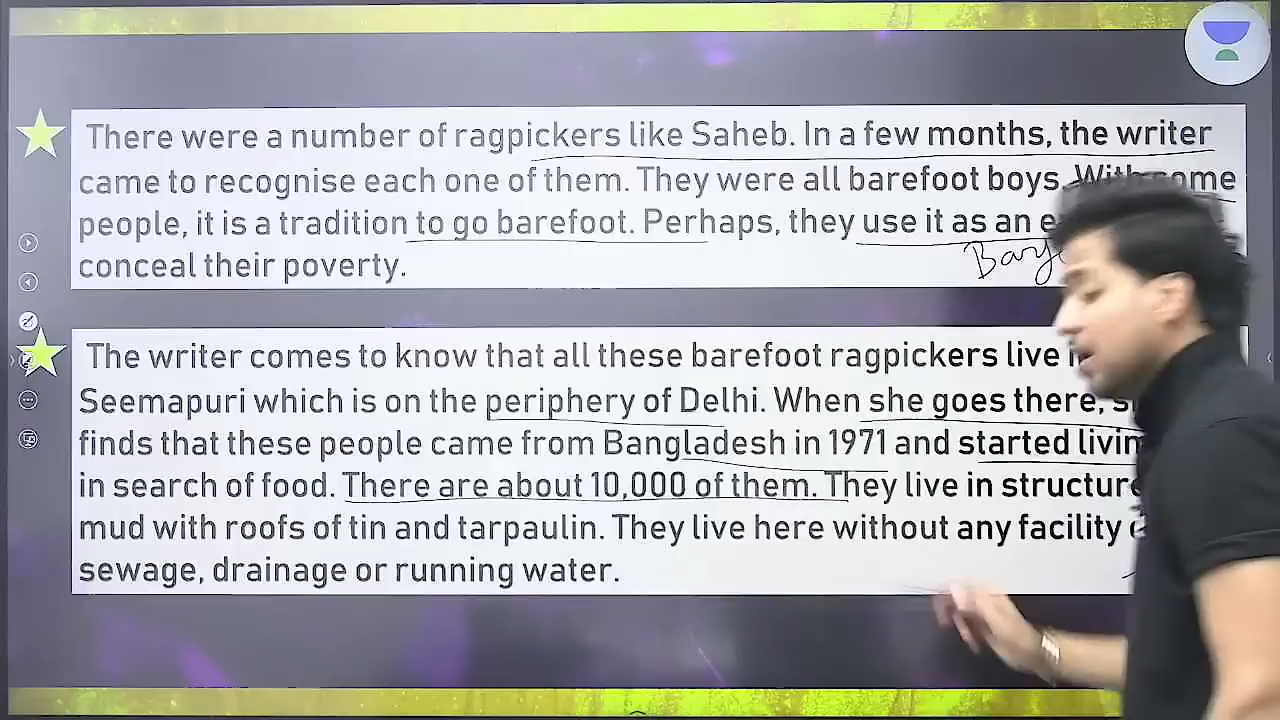 There were a number of ragpickers like Saheb. In a few months, the writer
came to recognise each one of them. They were all barefoot boys. With some
people, it is a tradition to go barefoot. Perhaps, they use it as an
conceal their poverty.
The writer comes to know that all these barefoot ragpickers live
Seemapuri which is on the periphery of Delhi. When she goes there,
finds that these people came from Bangladesh in 1971 and started
in search of food. There are about 10,000 of them. They live in
mud with roofs of tin and tarpaulin. They live here without any facility
sewage, drainage or running water.